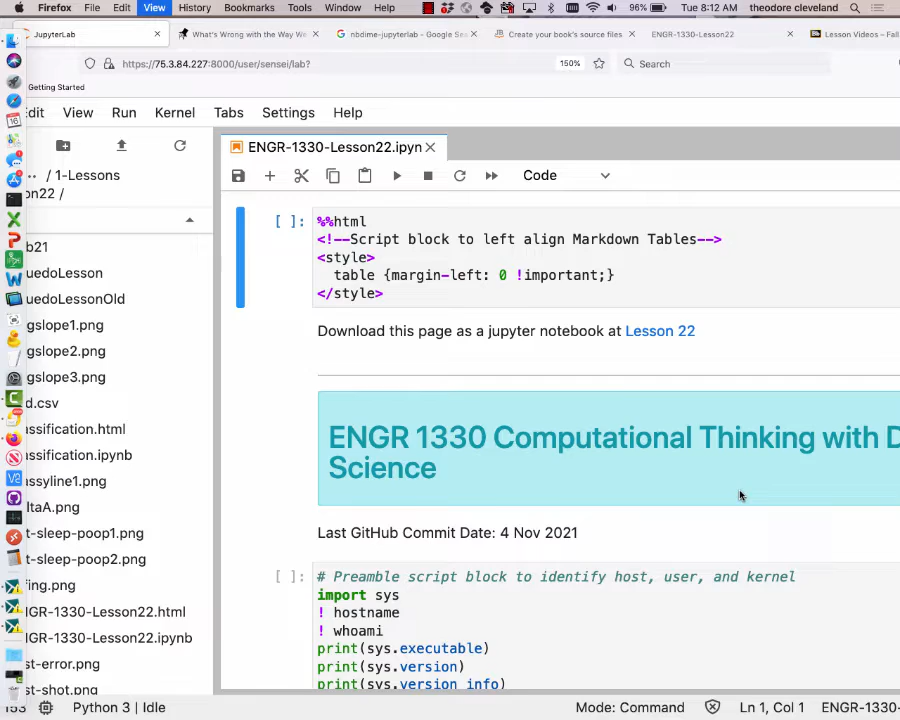 Firefox File Edit View History Bookmarks Tools Window Help 96% Tue 8:12 AM theodore cleveland
JupyterLab What's Wrong with the Way We nbdime-jupyterlab - Google Sea Create your book's source files ENGR-1330-Lesson22 Lesson Videos – Fall
https://75.3.84.227:8000/user/sensei/lab? 150% Search
Getting Started
dit View Run Kernel Tabs Settings Help
ENGR-1330-Lesson22.ipyn
·· / 1-Lessons
on22 /
Code
b21
uedoLesson
uedoLessonOld
gslope1.png
gslope2.png
gslope3.png
d.csv
ssification.html
ssification.ipynb
ssyline1.png
ltaA.png
t-sleep-poop1.png
t-sleep-poop2.png
fing.png
NGR-1330-Lesson22.html
NGR-1330-Lesson22.ipynb
st-error.png
st-shot.png
[ ]: %%html
<!--Script block to left align Markdown Tables-->
<style>
table {margin-left: 0 !important;}
</style>
Download this page as a jupyter notebook at Lesson 22
ENGR 1330 Computational Thinking with D
Science
Last GitHub Commit Date: 4 Nov 2021
[ ]: # Preamble script block to identify host, user, and kernel
import sys
! hostname
! whoami
print(sys.executable)
print(sys.version)
print(sys.version_info)
Python 3 | Idle Mode: Command Ln 1, Col 1 ENGR-1330-